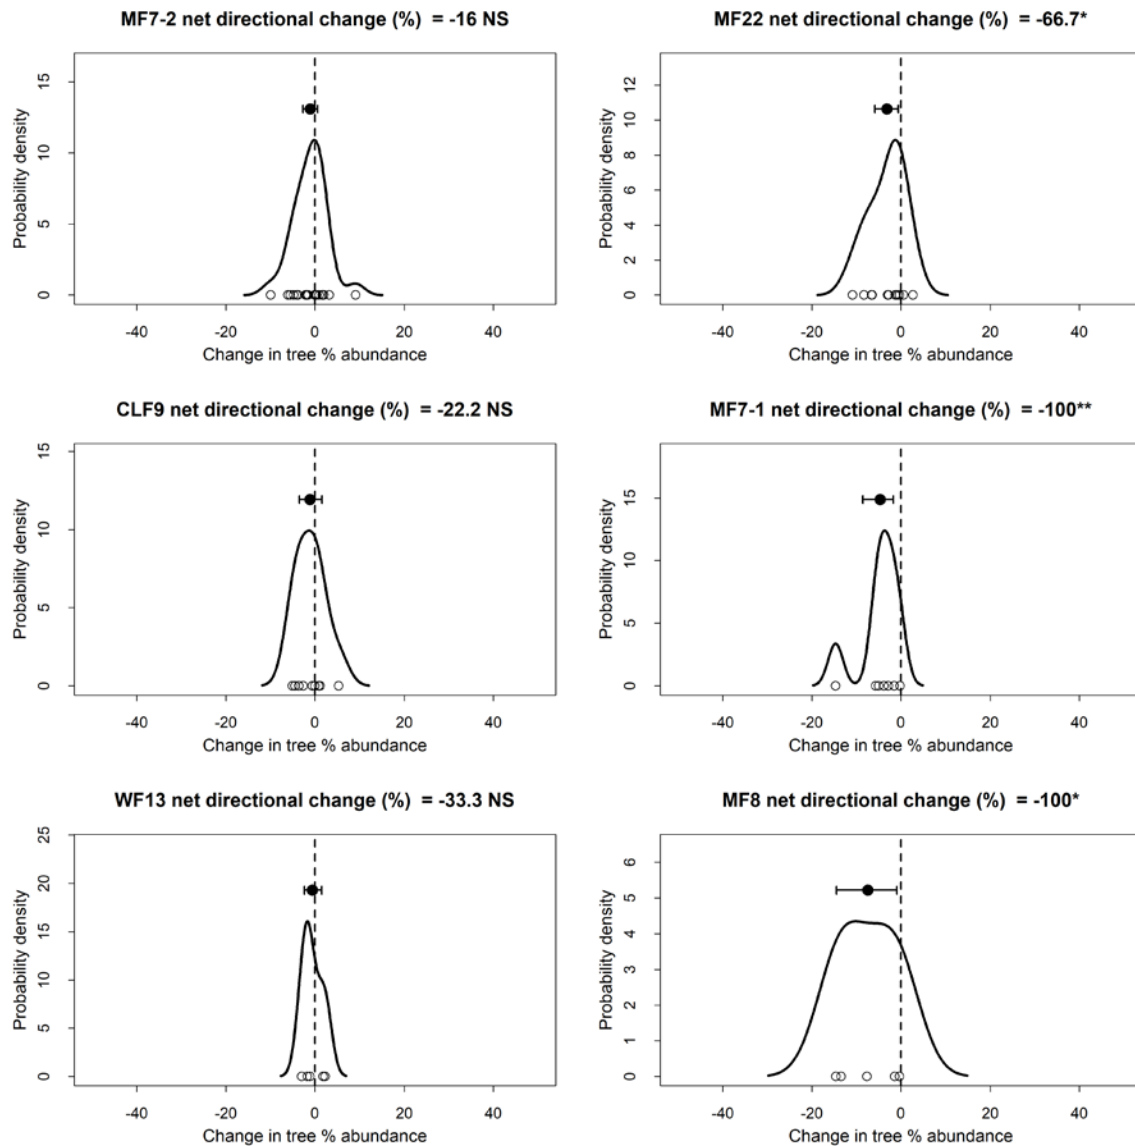 MF7-2 net directional change (%) = -16 NS
Probability density
0 5 10 15
-40 -20 0 20 40
Change in tree % abundance
MF22 net directional change (%) = -66.7*
Probability density
0 2 4 6 8 10 12
-40 -20 0 20 40
Change in tree % abundance
CLF9 net directional change (%) = -22.2 NS
Probability density
0 5 10 15
-40 -20 0 20 40
Change in tree % abundance
MF7-1 net directional change (%) = -100**
Probability density
0 5 10 15
-40 -20 0 20 40
Change in tree % abundance
WF13 net directional change (%) = -33.3 NS
Probability density
0 5 10 15 20 25
-40 -20 0 20 40
Change in tree % abundance
MF8 net directional change (%) = -100*
Probability density
0 1 2 3 4 5 6
-40 -20 0 20 40
Change in tree % abundance